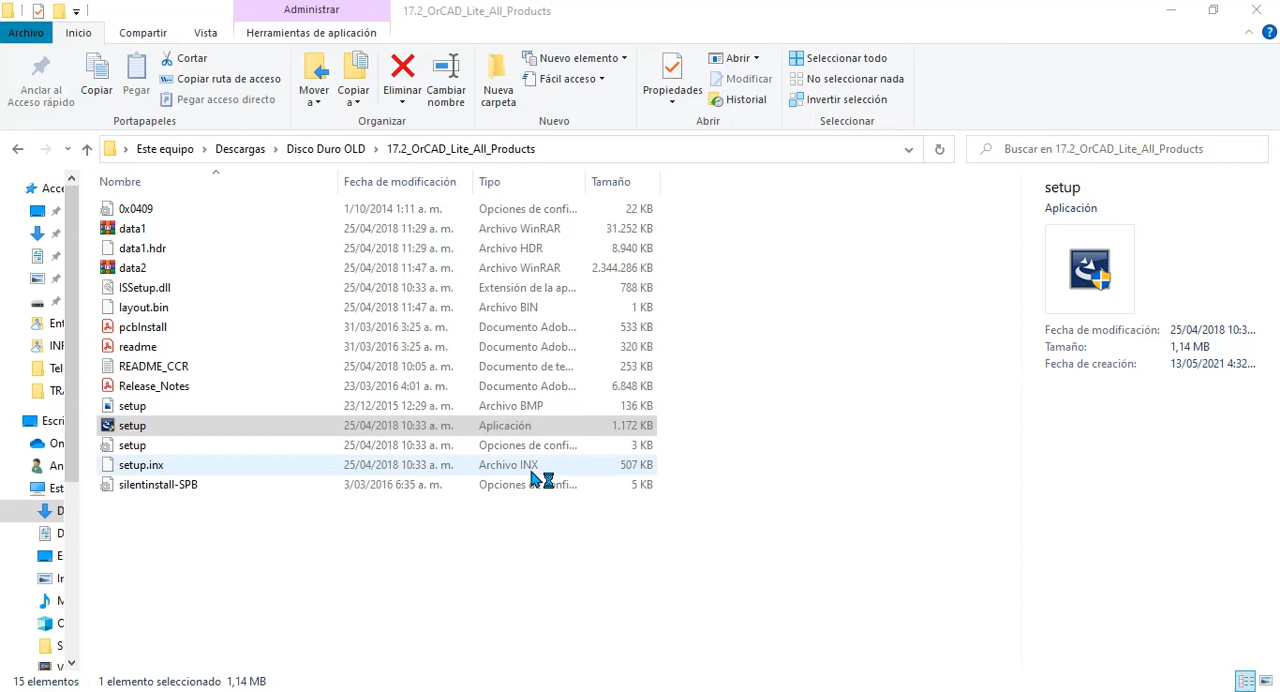 Administrar
17.2_OrCAD_Lite_All_Products
Archivo
Inicio
Compartir
Vista
Herramientas de aplicación
Anclar al
Acceso rápido
Copiar
Pegar
Cortar
Copiar ruta de acceso
Pegar acceso directo
Portapapeles
Mover
a
Copiar
a
Eliminar
Cambiar
nombre
Organizar
Nueva
carpeta
Nuevo elemento
Fácil acceso
Nuevo
Propiedades
Abrir
Modificar
Historial
Abrir
Seleccionar todo
No seleccionar nada
Invertir selección
Seleccionar
Este equipo > Descargas > Disco Duro OLD > 17.2_OrCAD_Lite_All_Products
Buscar en 17.2_OrCAD_Lite_All_Products
Acce
Ent
INF
Tel
TRA
Escri
On
An
Est
D
D
E
In
M
C
S
V
Nombre Fecha de modificación Tipo Tamaño
0x0409 1/10/2014 1:11 a. m. Opciones de confi... 22 KB
data1 25/04/2018 11:29 a. m. Archivo WinRAR 31.252 KB
data1.hdr 25/04/2018 11:29 a. m. Archivo HDR 8,940 KB
data2 25/04/2018 11:47 a. m. Archivo WinRAR 2.344.286 KB
ISSetup.dll 25/04/2018 10:33 a. m. Extensión de la ap... 788 KB
layout.bin 25/04/2018 11:47 a. m. Archivo BIN 1 KB
pcbInstall 31/03/2016 3:25 a. m. Documento Adob... 533 KB
readme 31/03/2016 3:25 a. m. Documento Adob... 320 KB
README_CCR 25/04/2018 10:05 a. m. Documento de te... 253 KB
Release_Notes 23/03/2016 4:01 a. m. Documento Adob... 6.848 KB
setup 23/12/2015 12:29 a. m. Archivo BMP 136 KB
setup 25/04/2018 10:33 a. m. Aplicación 1.172 KB
setup 25/04/2018 10:33 a. m. Opciones de confi... 3 KB
setup.inx 25/04/2018 10:33 a. m. Archivo INX 507 KB
silentinstall-SPB 3/03/2016 6:35 a. m. Opciones de confi... 5 KB
setup
Aplicación
Fecha de modificación: 25/04/2018 10:3...
Tamaño: 1,14 MB
Fecha de creación: 13/05/2021 4:32...
15 elementos 1 elemento seleccionado 1,14 MB